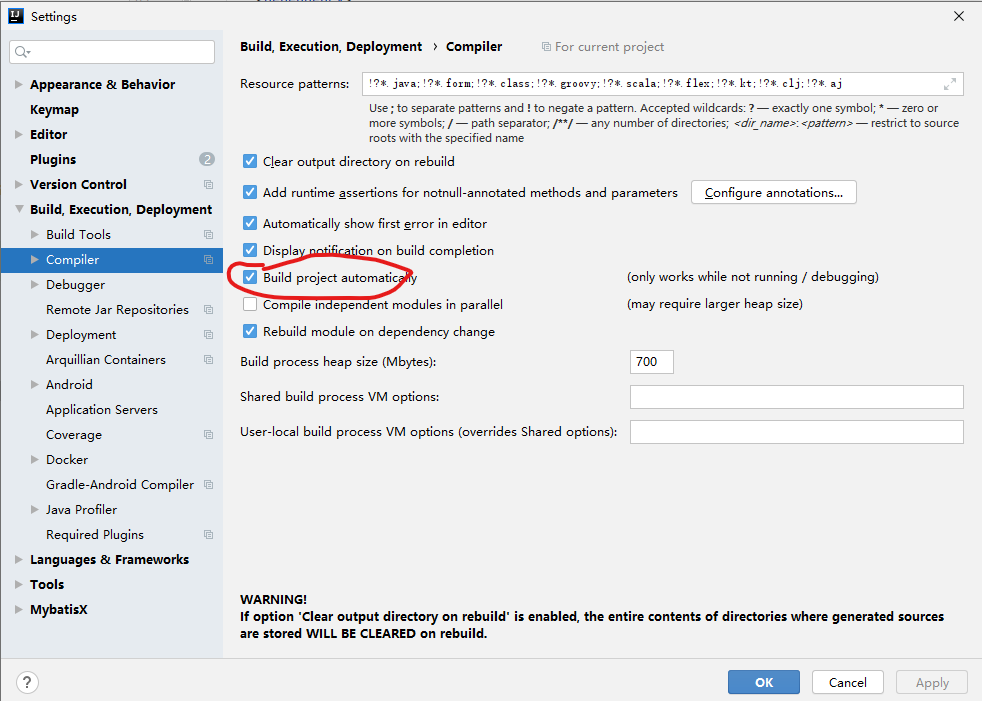 Settings
Build, Execution, Deployment › Compiler
For current project
Resource patterns:
!?*.java;!?*.form;!?*.class;!?*.groovy;!?*.scala;!?*.flex;!?*.kt;!?*.clj;!?*.aj
Use ; to separate patterns and ! to negate a pattern. Accepted wildcards: ? — exactly one symbol; * — zero or
more symbols; / — path separator; /**/ — any number of directories; <dir_name>:<pattern> — restrict to source
roots with the specified name
Clear output directory on rebuild
Add runtime assertions for notnull-annotated methods and parameters
Configure annotations...
Automatically show first error in editor
Display notification on build completion
Build project automatically
(only works while not running / debugging)
Compile independent modules in parallel
(may require larger heap size)
Rebuild module on dependency change
Build process heap size (Mbytes):
700
Shared build process VM options:
User-local build process VM options (overrides Shared options):
WARNING!
If option 'Clear output directory on rebuild' is enabled, the entire contents of directories where generated sources
are stored WILL BE CLEARED on rebuild.
Appearance & Behavior
Keymap
Editor
Plugins
2
Version Control
Build, Execution, Deployment
Build Tools
Compiler
Debugger
Remote Jar Repositories
Deployment
Arquillian Containers
Android
Application Servers
Coverage
Docker
Gradle-Android Compiler
Java Profiler
Required Plugins
Languages & Frameworks
Tools
MybatisX
?
OK
Cancel
Apply